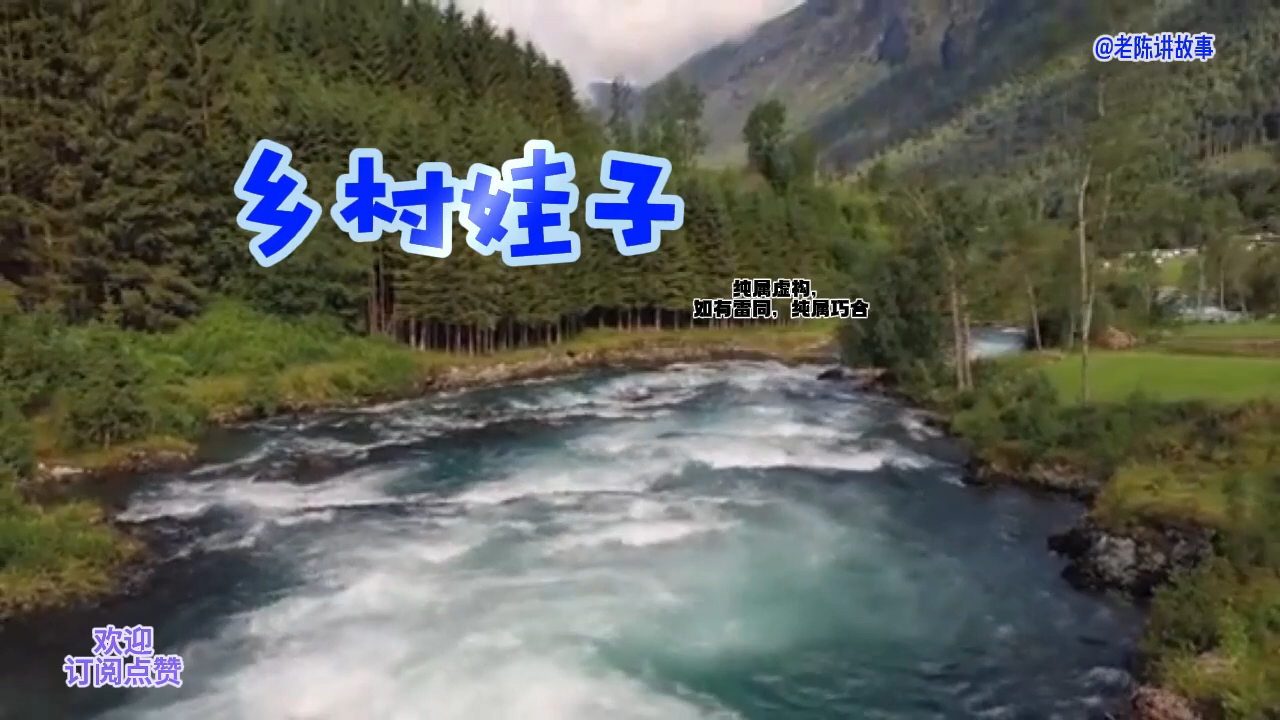 @老陈讲故事
乡村娃子
纯属虚构，
如有雷同，纯属巧合
欢迎
订阅点赞